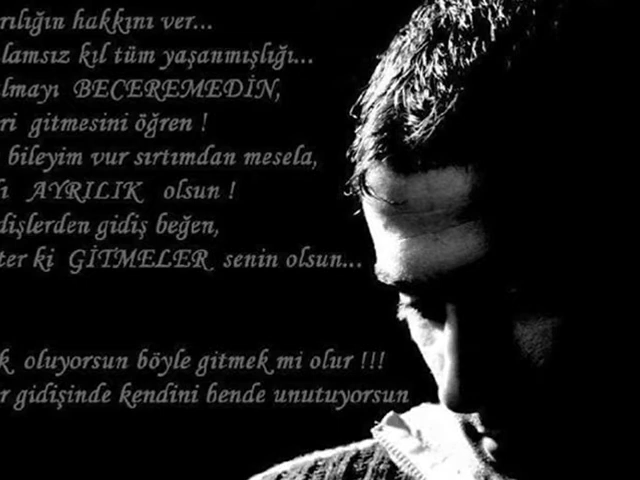 rılığın hakkını ver...
lamsız kıl tüm yaşanmışlığı...
lmayı BECEREMEDİN,
ri gitmesini öğren !
bileyim vur sırtımdan mesela,
ı AYRILIK olsun !
dişlerden gidiş beğen,
ter ki GİTMELER senin olsun...
k oluyorsun böyle gitmek mi olur !!!
r gidişinde kendini bende unutuyorsun